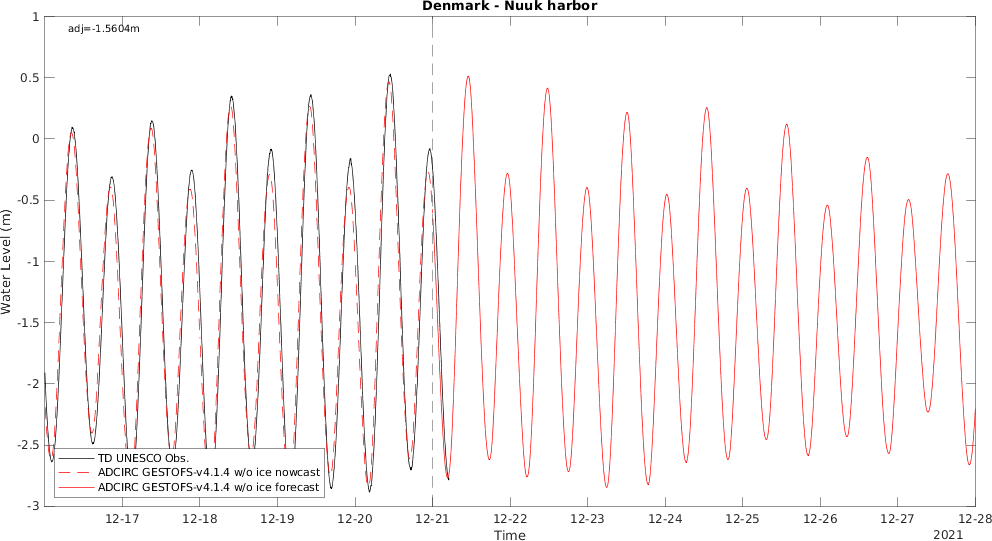 Denmark - Nuuk harbor
adj=-1.5604m
1
0.5
0
-0.5
-1
-1.5
-2
-2.5
-3
Water Level (m)
TD UNESCO Obs.
ADCIRC GESTOFS-v4.1.4 w/o ice nowcast
ADCIRC GESTOFS-v4.1.4 w/o ice forecast
12-17 12-18 12-19 12-20 12-21 12-22 12-23 12-24 12-25 12-26 12-27 12-28
Time
2021